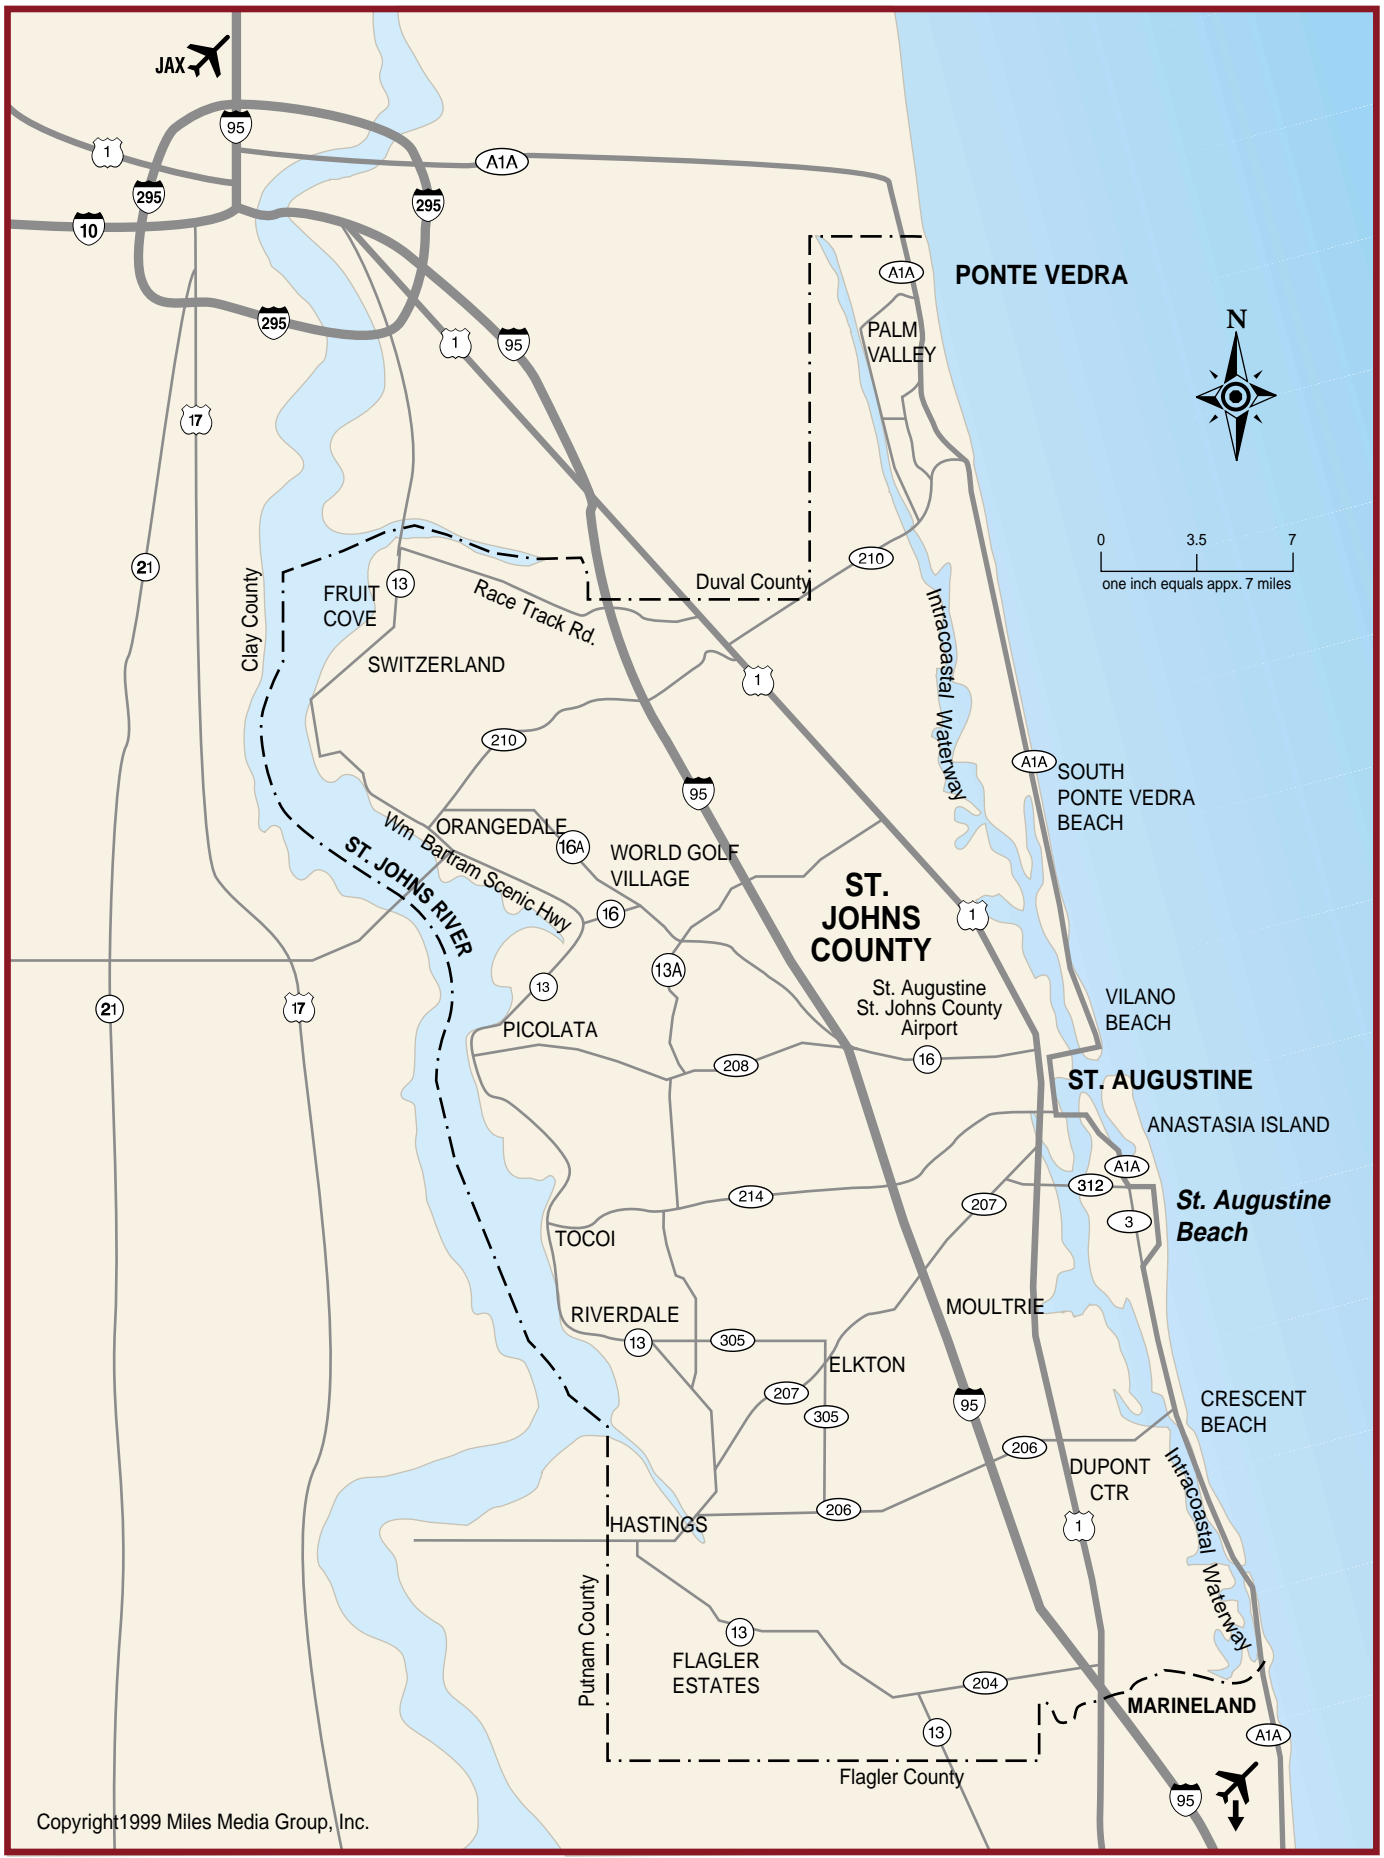 JAX
95
1
A1A
295
295
10
A1A
PONTE VEDRA
295
1
95
N
PALM
VALLEY
17
0 3.5 7
one inch equals appx. 7 miles
210
21
Duval County
13
FRUIT
COVE
Race Track Rd.
Clay County
Intracoastal Waterway
SWITZERLAND
1
210
A1A
SOUTH
PONTE VEDRA
BEACH
95
Wm Bartram Scenic Hwy
ORANGEDALE
16A
WORLD GOLF
VILLAGE
ST. JOHNS RIVER
ST.
JOHNS
COUNTY
16
1
13A
13
St. Augustine
St. Johns County
Airport
21
17
VILANO
BEACH
PICOLATA
208
16
ST. AUGUSTINE
ANASTASIA ISLAND
A1A
312
214
207
3
St. Augustine
Beach
TOCOI
RIVERDALE
MOULTRIE
13
305
ELKTON
207
305
95
CRESCENT
BEACH
206
DUPONT
CTR
Intracoastal Waterway
206
HASTINGS
1
Putnam County
13
FLAGLER
ESTATES
204
MARINELAND
13
A1A
Flagler County
95
Copyright1999 Miles Media Group, Inc.